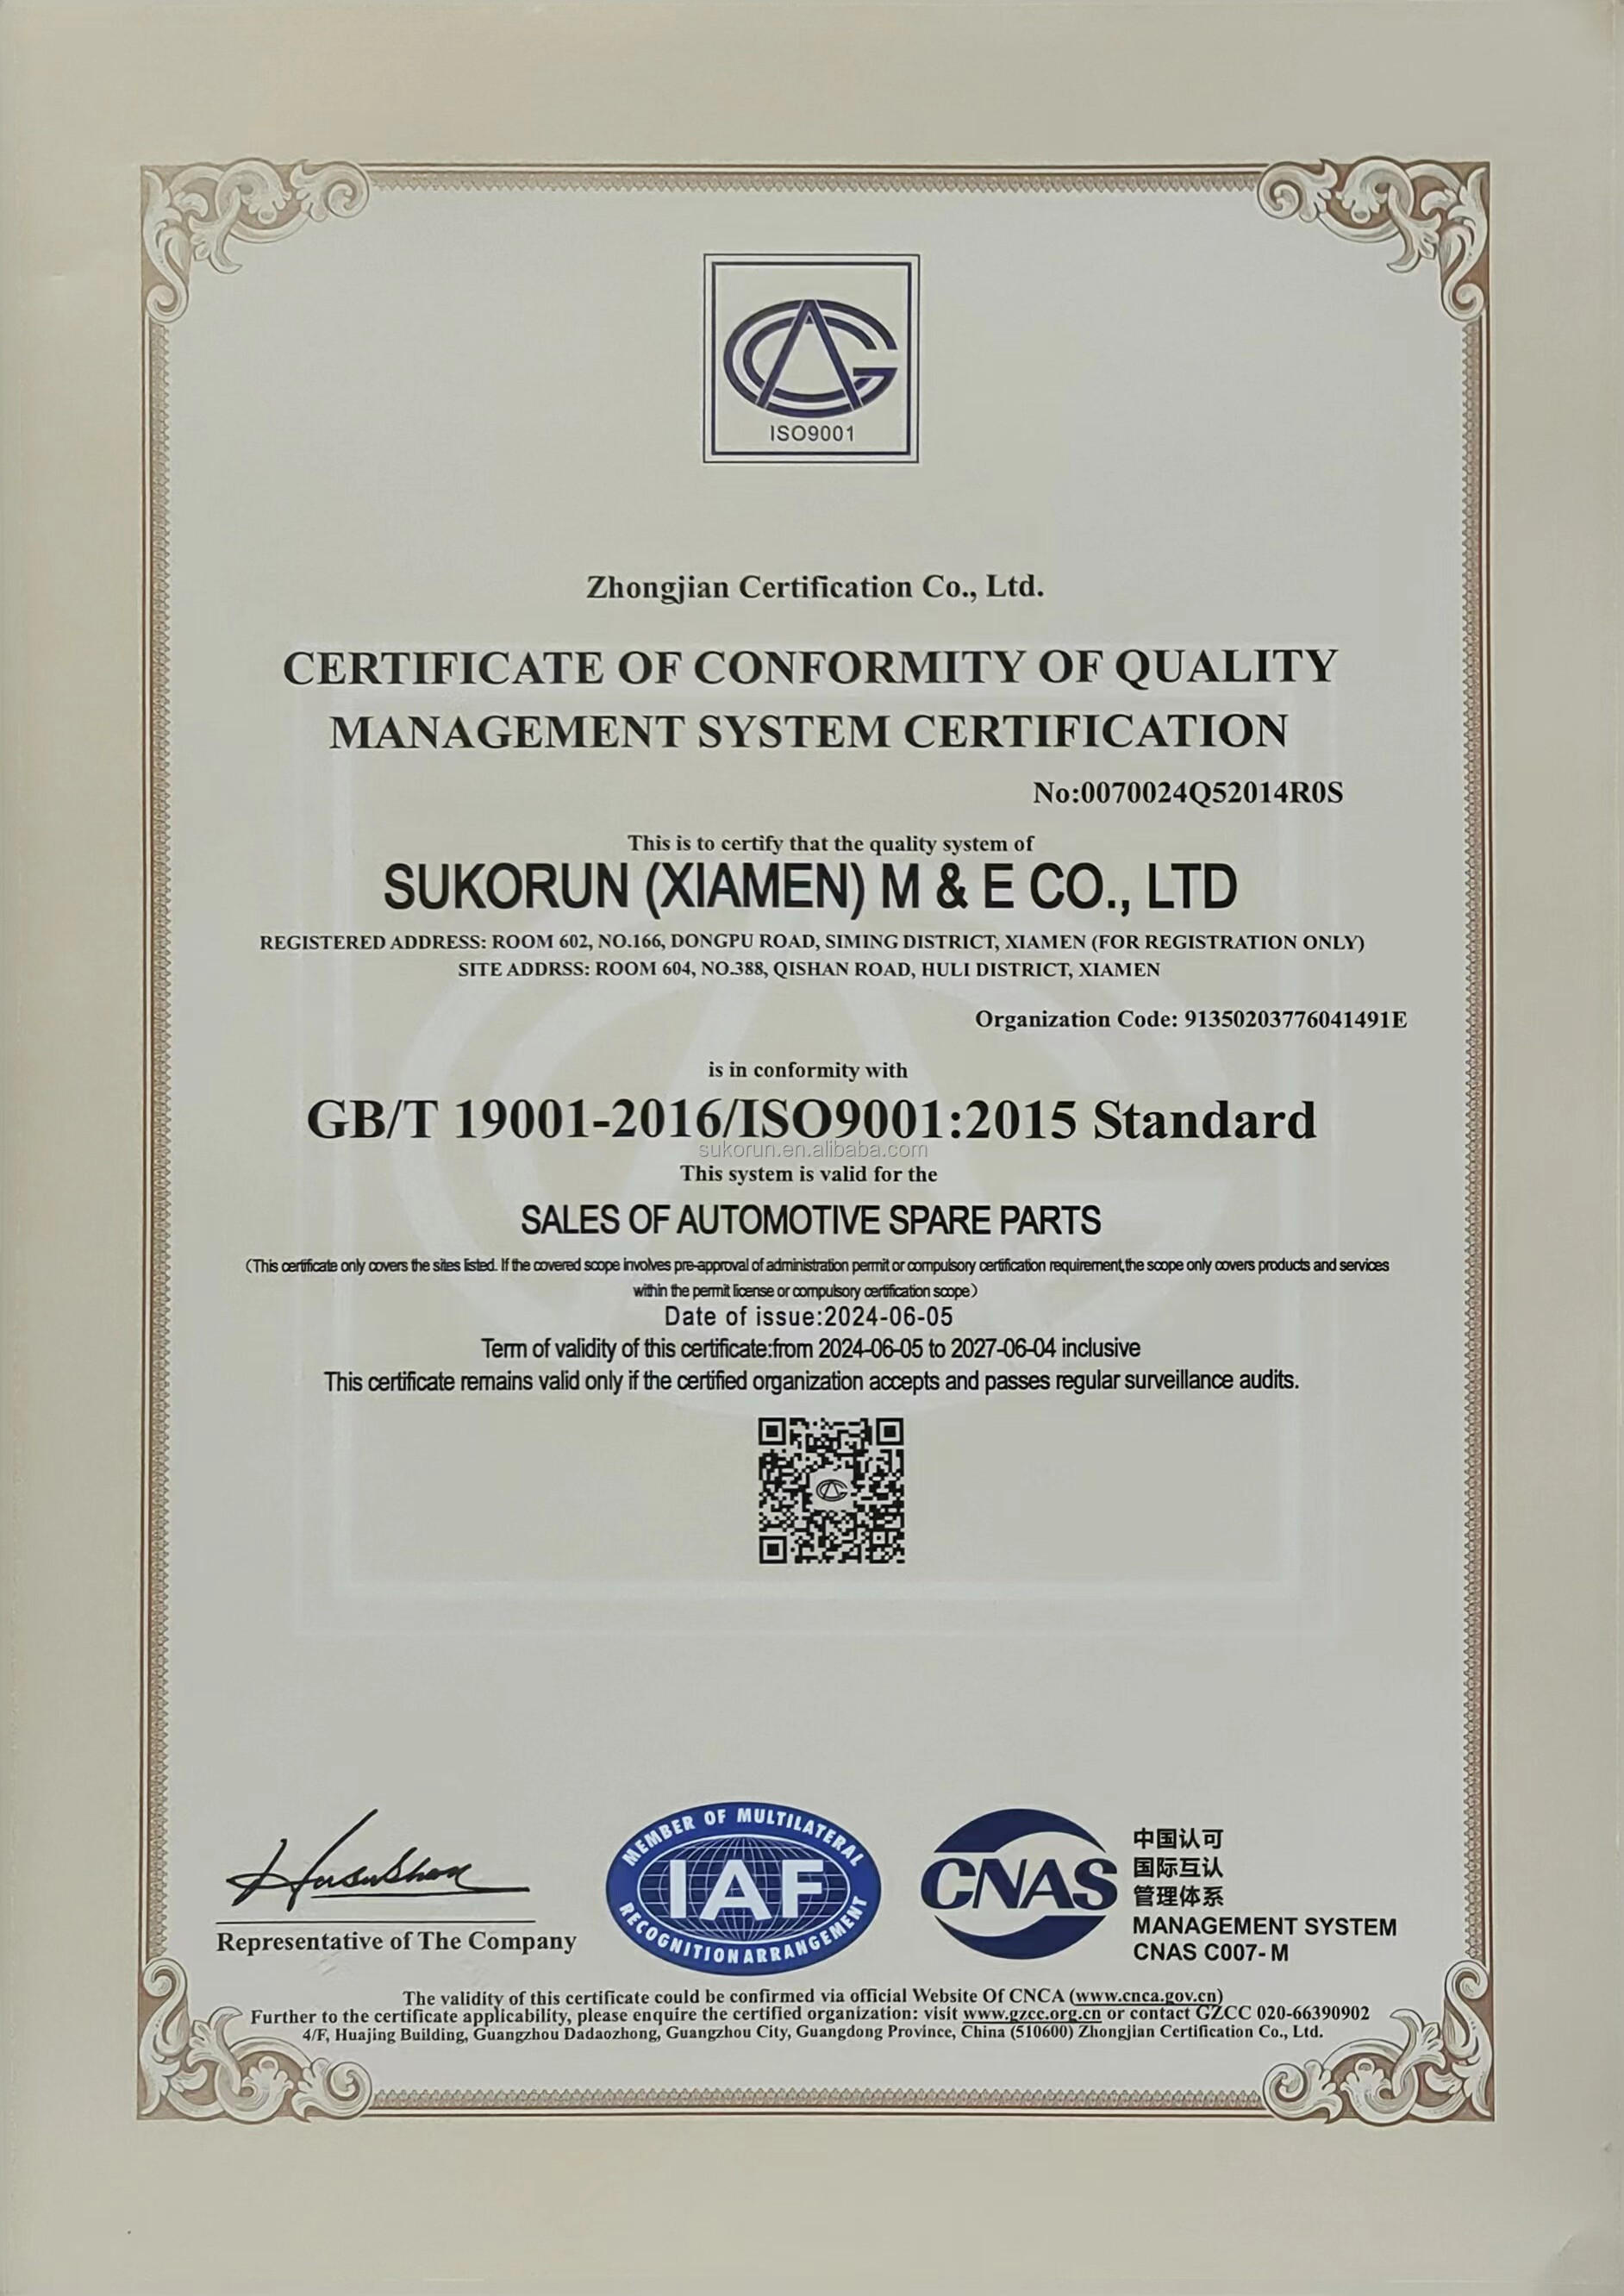 ISO9001
Zhongjian Certification Co., Ltd.
CERTIFICATE OF CONFORMITY OF QUALITY
MANAGEMENT SYSTEM CERTIFICATION
No:0070024Q52014R0S
This is to certify that the quality system of
SUKORUN (XIAMEN) M & E CO., LTD
REGISTERED ADDRESS: ROOM 602, NO.166, DONGPU ROAD, SIMING DISTRICT, XIAMEN (FOR REGISTRATION ONLY)
SITE ADDRSS: ROOM 604, NO.388, QISHAN ROAD, HULI DISTRICT, XIAMEN
Organization Code: 91350203776041491E
is in conformity with
GB/T 19001-2016/ISO9001:2015 Standard
sukorun.en.alibaba.com
This system is valid for the
SALES OF AUTOMOTIVE SPARE PARTS
(This certificate only covers the sites listed. If the covered scope involves pre-approval of administration permit or compulsory certification requirement,the scope only covers products and services
within the permit license or compulsory certification scope)
Date of issue:2024-06-05
Term of validity of this certificate:from 2024-06-05 to 2027-06-04 inclusive
This certificate remains valid only if the certified organization accepts and passes regular surveillance audits.
Representative of The Company
MEMBER OF MULTILATERAL
IAF
RECOGNITION ARRANGEMENT
CNAS
中国认可
国际互认
管理体系
MANAGEMENT SYSTEM
CNAS C007-M
The validity of this certificate could be confirmed via official Website Of CNCA (www.cnca.gov.cn)
Further to the certificate applicability, please enquire the certified organization: visit www.gzcc.org.cn or contact GZCC 020-66390902
4/F, Huajing Building, Guangzhou Dadaozhong, Guangzhou City, Guangdong Province, China (510600) Zhongjian Certification Co., Ltd.